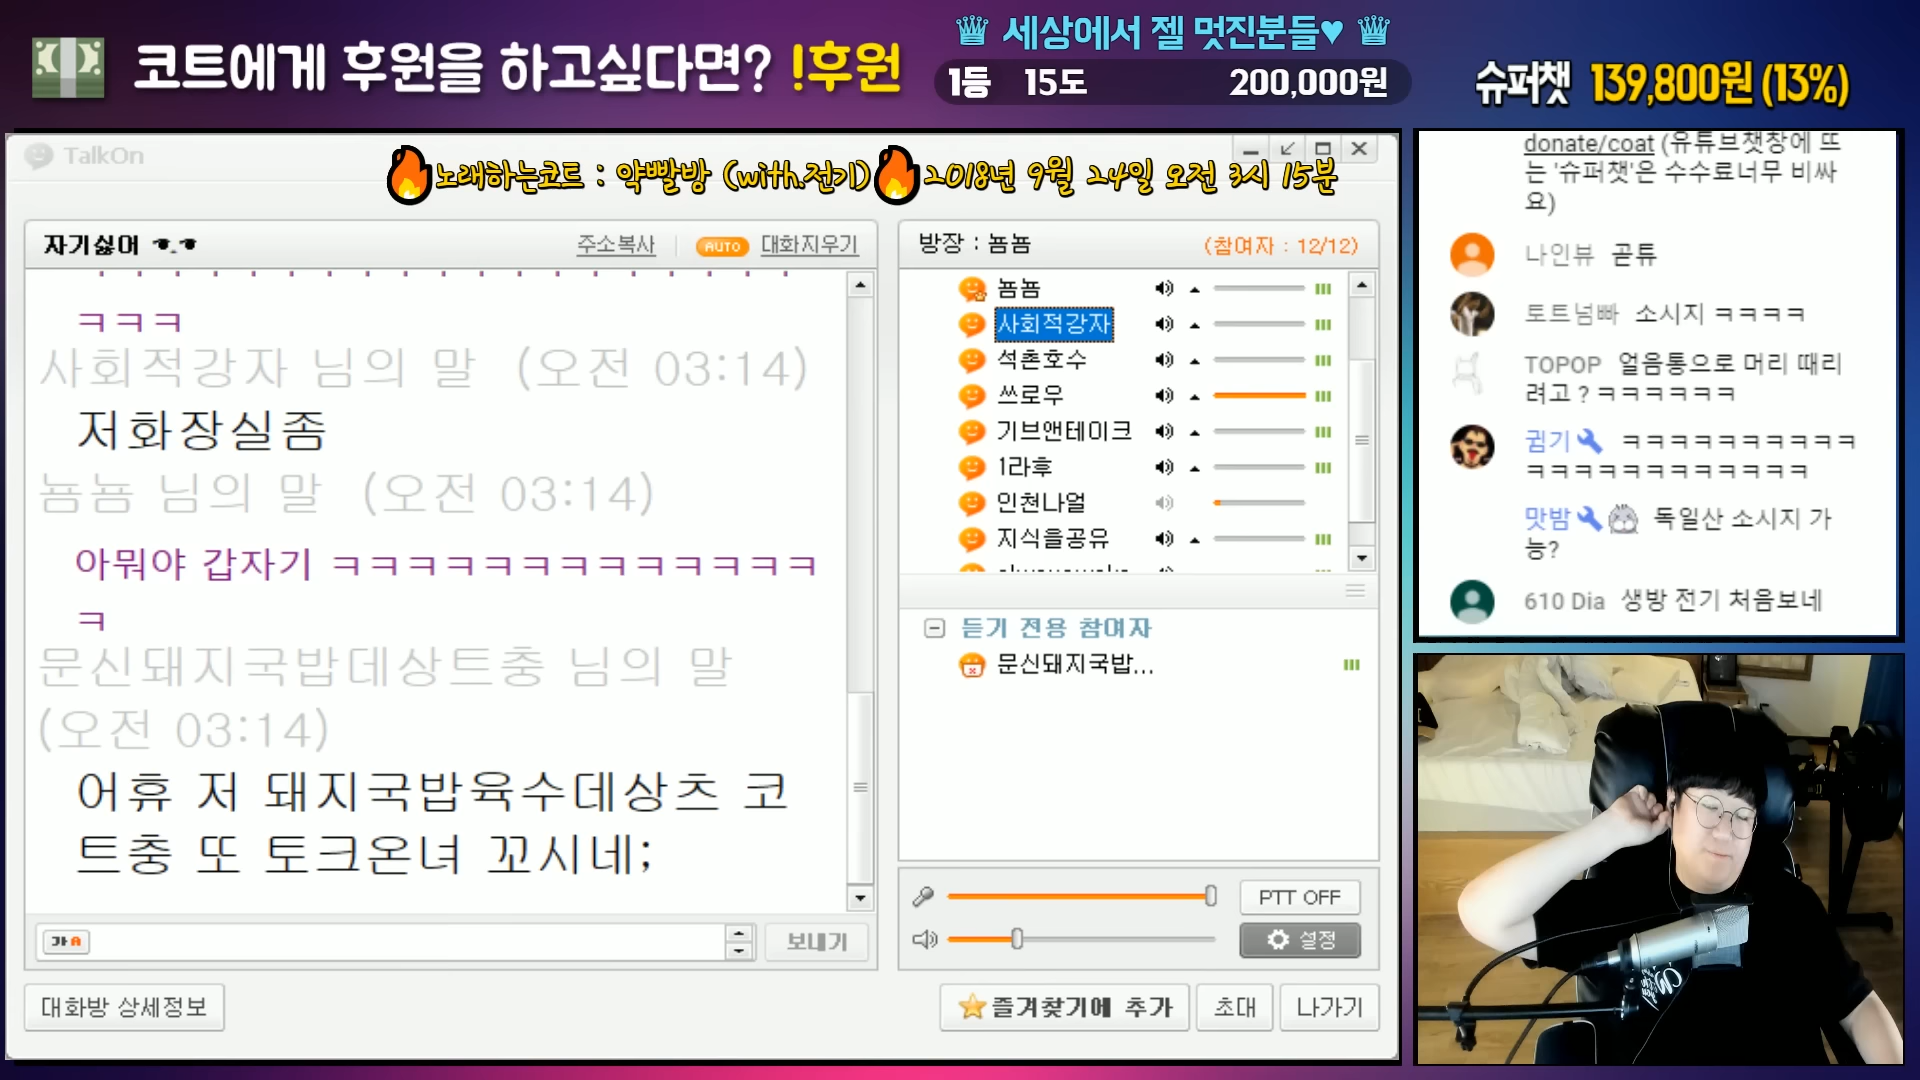 코트에게 후원을 하고싶다면? !후원
세상에서 젤 멋진분들♥
1등 15도 200,000원
슈퍼챗 139,800원 (13%)
TalkOn
노래하는코트 : 약빨방 (with.전기) 2018년 9월 24일 오전 3시 15분
자기싫어
주소복사
AUTO 대화지우기
ㅋㅋㅋ
사회적강자 님의 말 (오전 03:14)
저화장실좀
뇸뇸 님의 말 (오전 03:14)
아뭐야 갑자기 ㅋㅋㅋㅋㅋㅋㅋㅋㅋㅋㅋㅋㅋ
ㅋ
문신돼지국밥데상트충 님의 말
(오전 03:14)
어휴 저 돼지국밥육수데상츠 코
트충 또 토크온녀 꼬시네;
가A
보내기
대화방 상세정보
방장 : 뇸뇸 (참여자 : 12/12)
뇸뇸
사회적강자
석촌호수
쓰로우
기브앤테이크
1라후
인천나얼
지식을공유
듣기 전용 참여자
문신돼지국밥...
PTT OFF
설정
즐겨찾기에 추가
초대
나가기
donate/coat (유튜브챗창에 뜨
는 '슈퍼챗'은 수수료너무 비싸
요)
나인뷰 곧튜
토트넘빠 소시지 ㅋㅋㅋㅋ
TOPOP 얼음통으로 머리 때리
려고 ? ㅋㅋㅋㅋㅋㅋ
귐기 ㅋㅋㅋㅋㅋㅋㅋㅋㅋㅋ
ㅋㅋㅋㅋㅋㅋㅋㅋㅋㅋㅋㅋ
맛밤 독일산 소시지 가
능?
610 Dia 생방 전기 처음보네